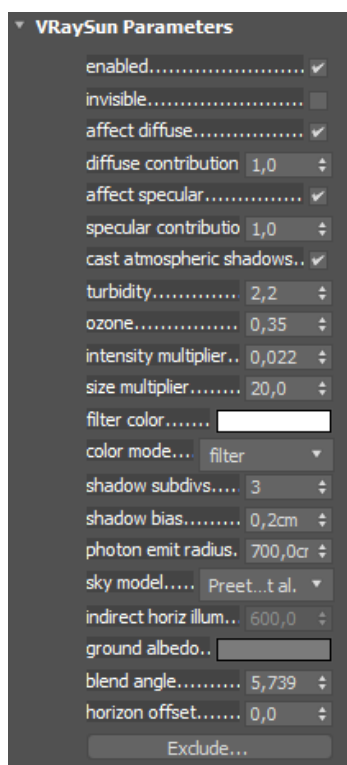 VRaySun Parameters
enabled........................
invisible........................
affect diffuse.................
diffuse contribution 1,0
affect specular...............
specular contributio 1,0
cast atmospheric shadows..
turbidity............. 2,2
ozone................ 0,35
intensity multiplier.. 0,022
size multiplier........ 20,0
filter color.......
color mode.... filter
shadow subdivs.... 3
shadow bias......... 0,2cm
photon emit radius. 700,0cr
sky model..... Preet...t al.
indirect horiz illum.. 600,0
ground albedo..
blend angle.......... 5,739
horizon offset....... 0,0
Exclude...